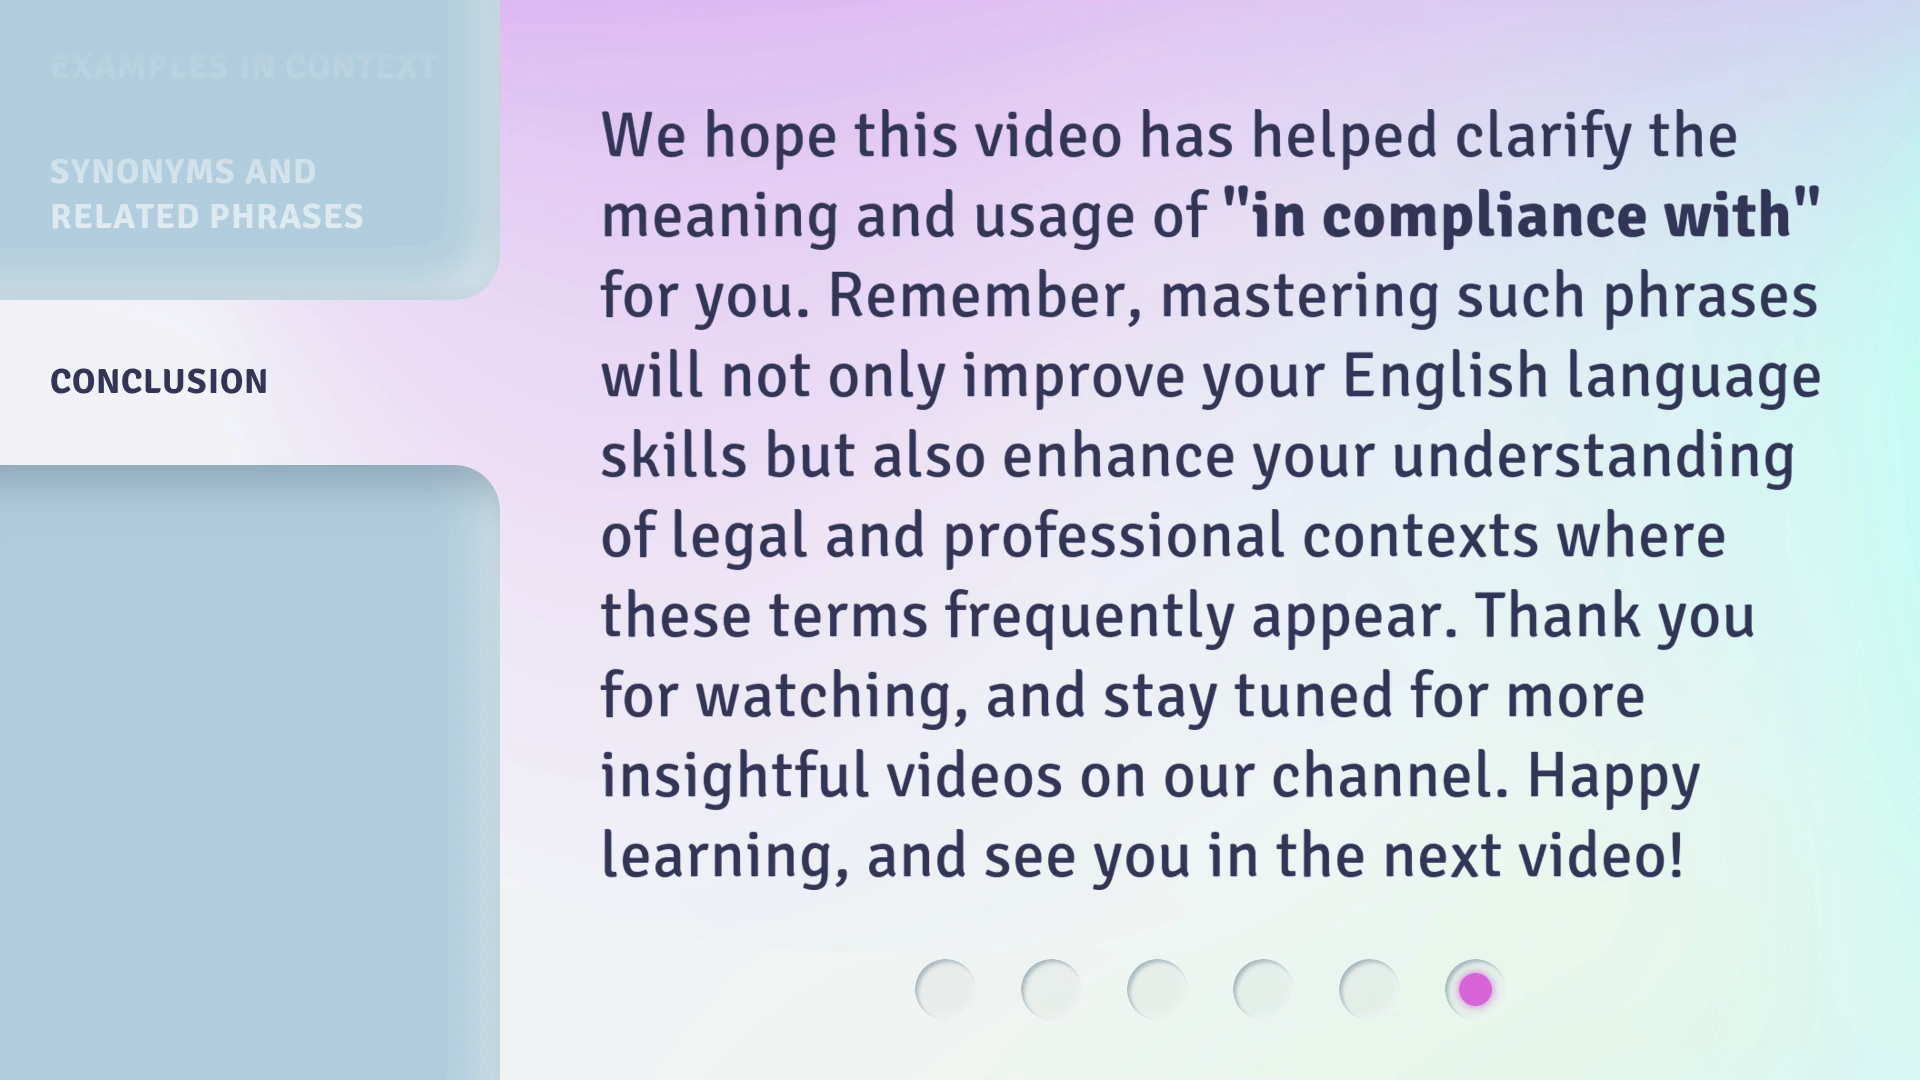 EXAMPLES IN CONTEXT
SYNONYMS AND
RELATED PHRASES
CONCLUSION
We hope this video has helped clarify the
meaning and usage of "in compliance with"
for you. Remember, mastering such phrases
will not only improve your English language
skills but also enhance your understanding
of legal and professional contexts where
these terms frequently appear. Thank you
for watching, and stay tuned for more
insightful videos on our channel. Happy
learning, and see you in the next video!